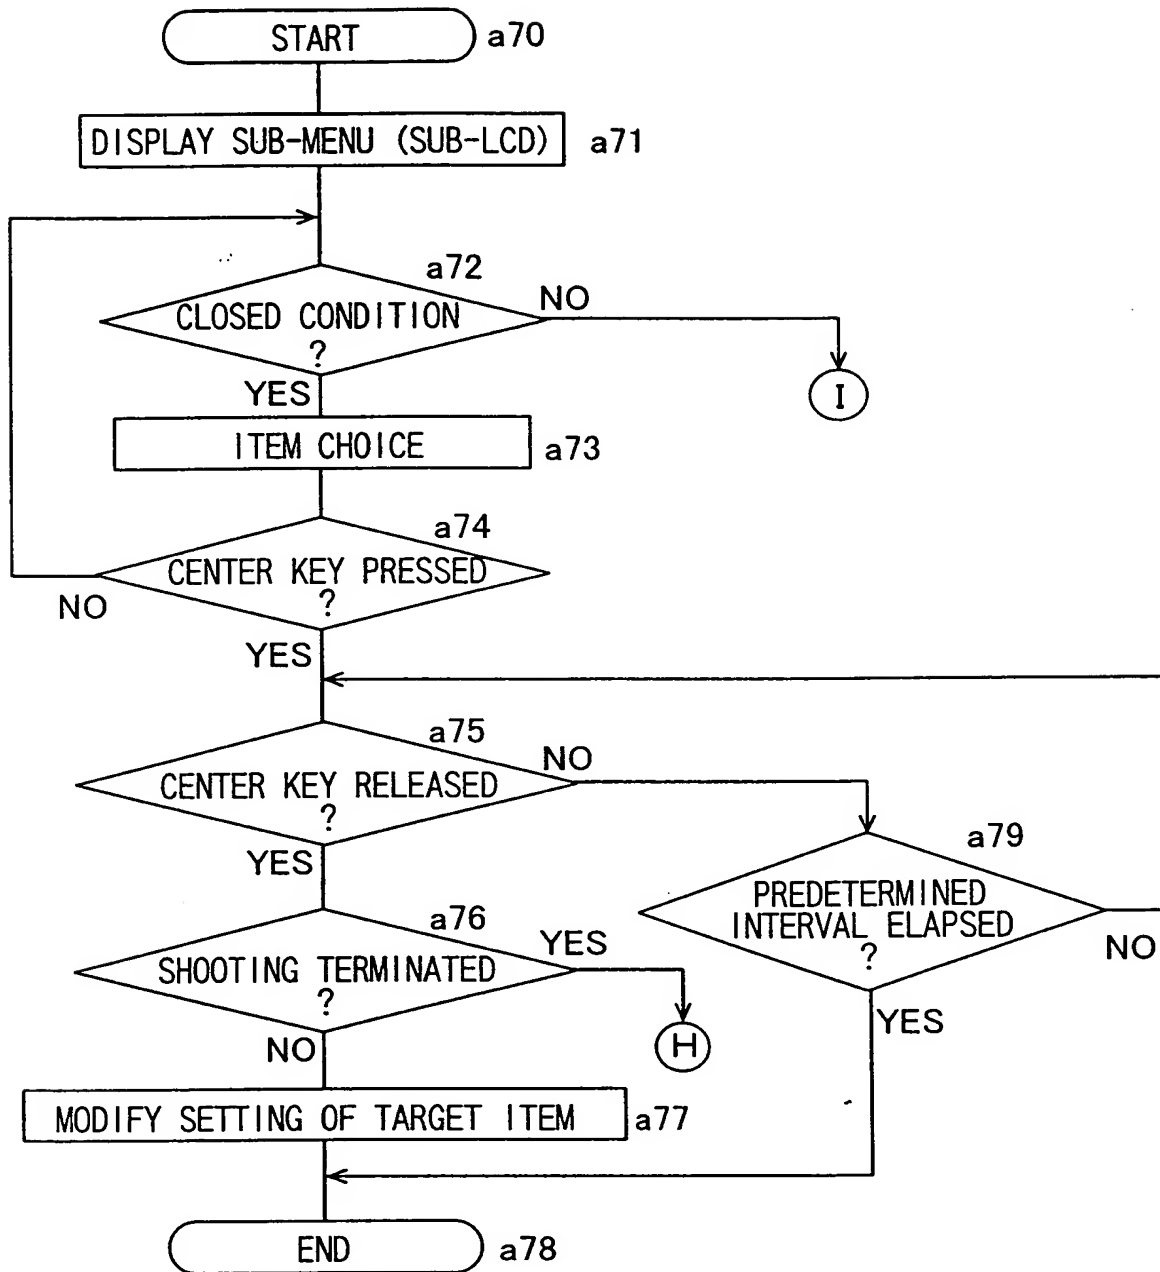 START
a70
DISPLAY SUB-MENU (SUB-LCD)
a71
a72
CLOSED CONDITION
?
NO
I
YES
ITEM CHOICE
a73
a74
CENTER KEY PRESSED
?
NO
YES
a75
CENTER KEY RELEASED
?
NO
YES
a79
PREDETERMINED
INTERVAL ELAPSED
?
NO
YES
a76
SHOOTING TERMINATED
?
YES
H
NO
MODIFY SETTING OF TARGET ITEM
a77
END
a78